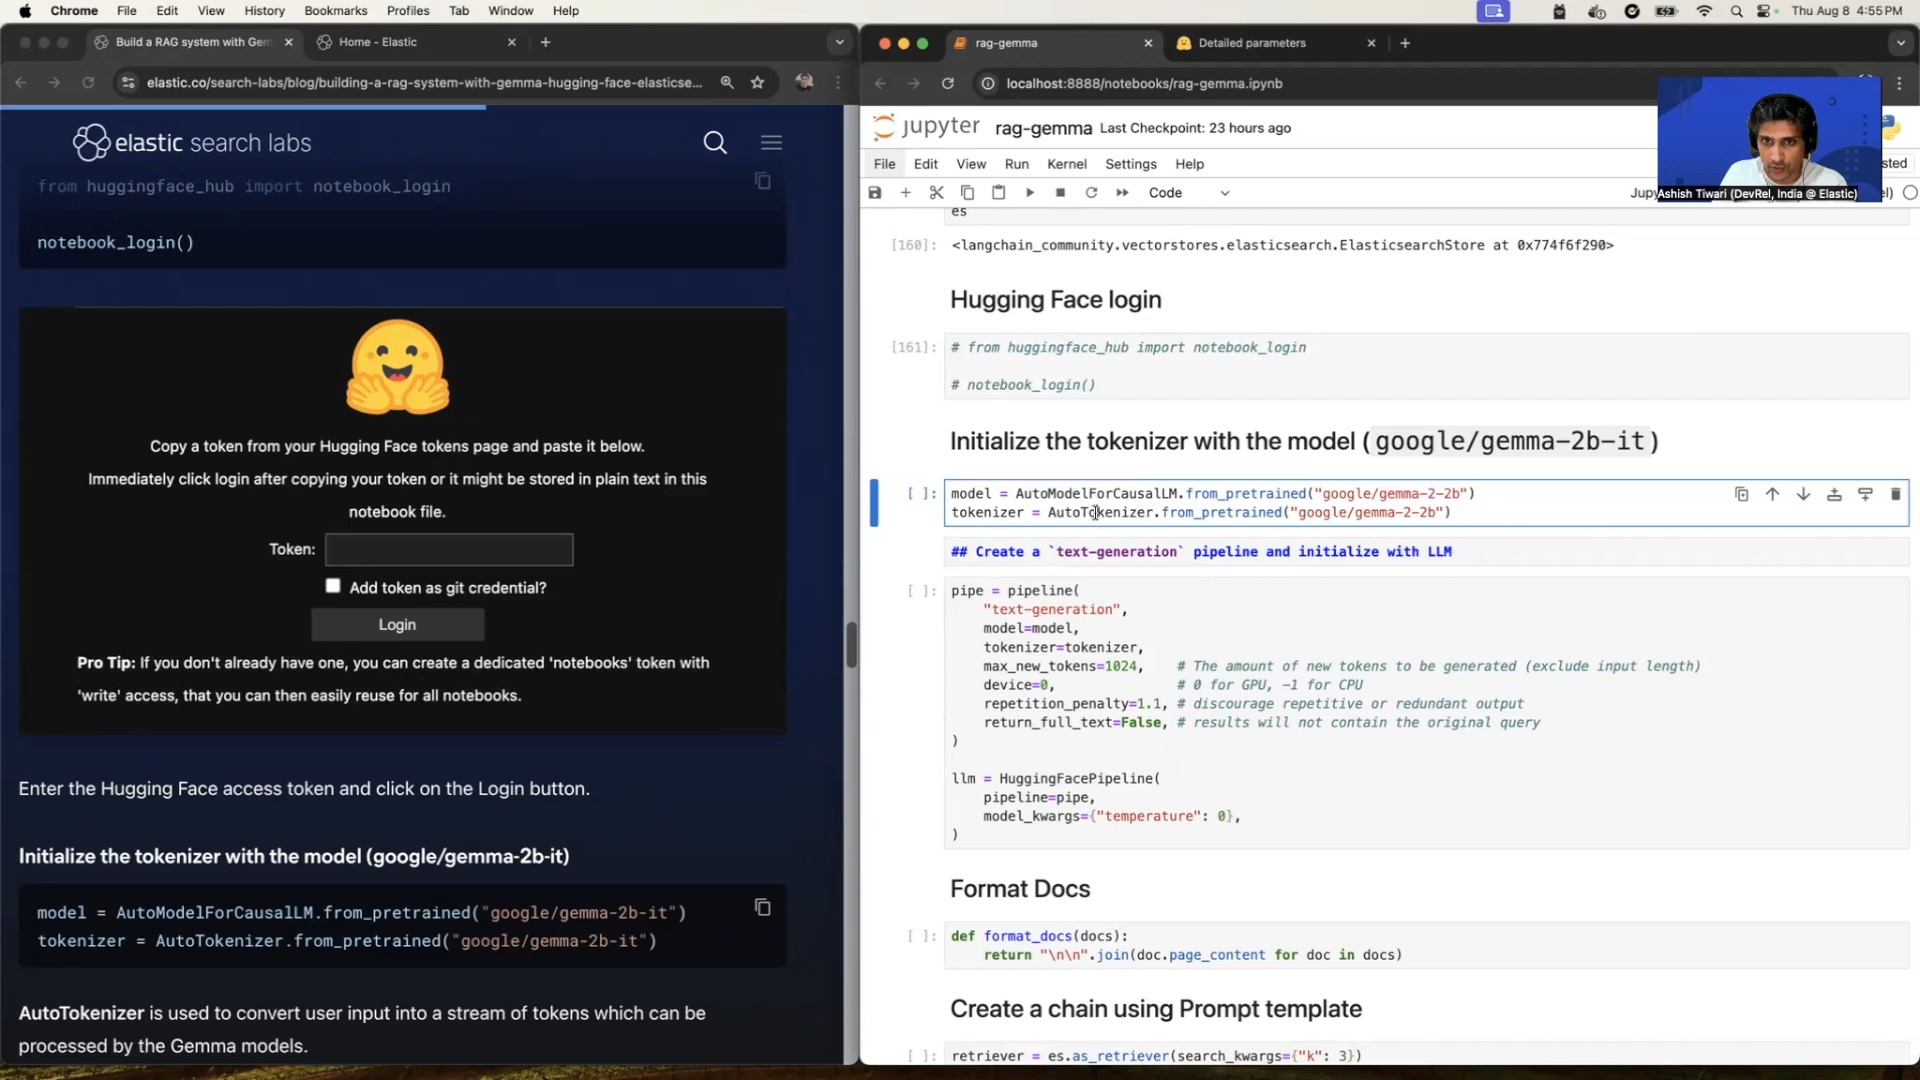 Chrome File Edit View History Bookmarks Profiles Tab Window Help
Thu Aug 8 4:55 PM
Build a RAG system with Gem
Home - Elastic
elastic.co/search-labs/blog/building-a-rag-system-with-gemma-hugging-face-elasticse...
elastic search labs
from huggingface_hub import notebook_login
notebook_login()
Copy a token from your Hugging Face tokens page and paste it below.
Immediately click login after copying your token or it might be stored in plain text in this
notebook file.
Token:
Add token as git credential?
Login
Pro Tip: If you don't already have one, you can create a dedicated 'notebooks' token with
'write' access, that you can then easily reuse for all notebooks.
Enter the Hugging Face access token and click on the Login button.
Initialize the tokenizer with the model (google/gemma-2b-it)
model = AutoModelForCausalLM.from_pretrained("google/gemma-2b-it")
tokenizer = AutoTokenizer.from_pretrained("google/gemma-2b-it")
AutoTokenizer is used to convert user input into a stream of tokens which can be
processed by the Gemma models.
rag-gemma
Detailed parameters
localhost:8888/notebooks/rag-gemma.ipynb
jupyter rag-gemma Last Checkpoint: 23 hours ago
File Edit View Run Kernel Settings Help
sted
Code
Jupy
Ashish Tiwari (DevRel, India @ Elastic)
es
[160]: <langchain_community.vectorstores.elasticsearch.ElasticsearchStore at 0x774f6f290>
Hugging Face login
[161]: # from huggingface_hub import notebook_login
# notebook_login()
Initialize the tokenizer with the model (google/gemma-2b-it)
[ ]: model = AutoModelForCausalLM.from_pretrained("google/gemma-2-2b")
tokenizer = AutoTokenizer.from_pretrained("google/gemma-2-2b")
## Create a `text-generation` pipeline and initialize with LLM
[ ]: pipe = pipeline(
"text-generation",
model=model,
tokenizer=tokenizer,
max_new_tokens=1024, # The amount of new tokens to be generated (exclude input length)
device=0, # 0 for GPU, -1 for CPU
repetition_penalty=1.1, # discourage repetitive or redundant output
return_full_text=False, # results will not contain the original query
)
llm = HuggingFacePipeline(
pipeline=pipe,
model_kwargs={"temperature": 0},
)
Format Docs
[ ]: def format_docs(docs):
return "\n\n".join(doc.page_content for doc in docs)
Create a chain using Prompt template
[ ]: retriever = es.as_retriever(search_kwargs={"k": 3})